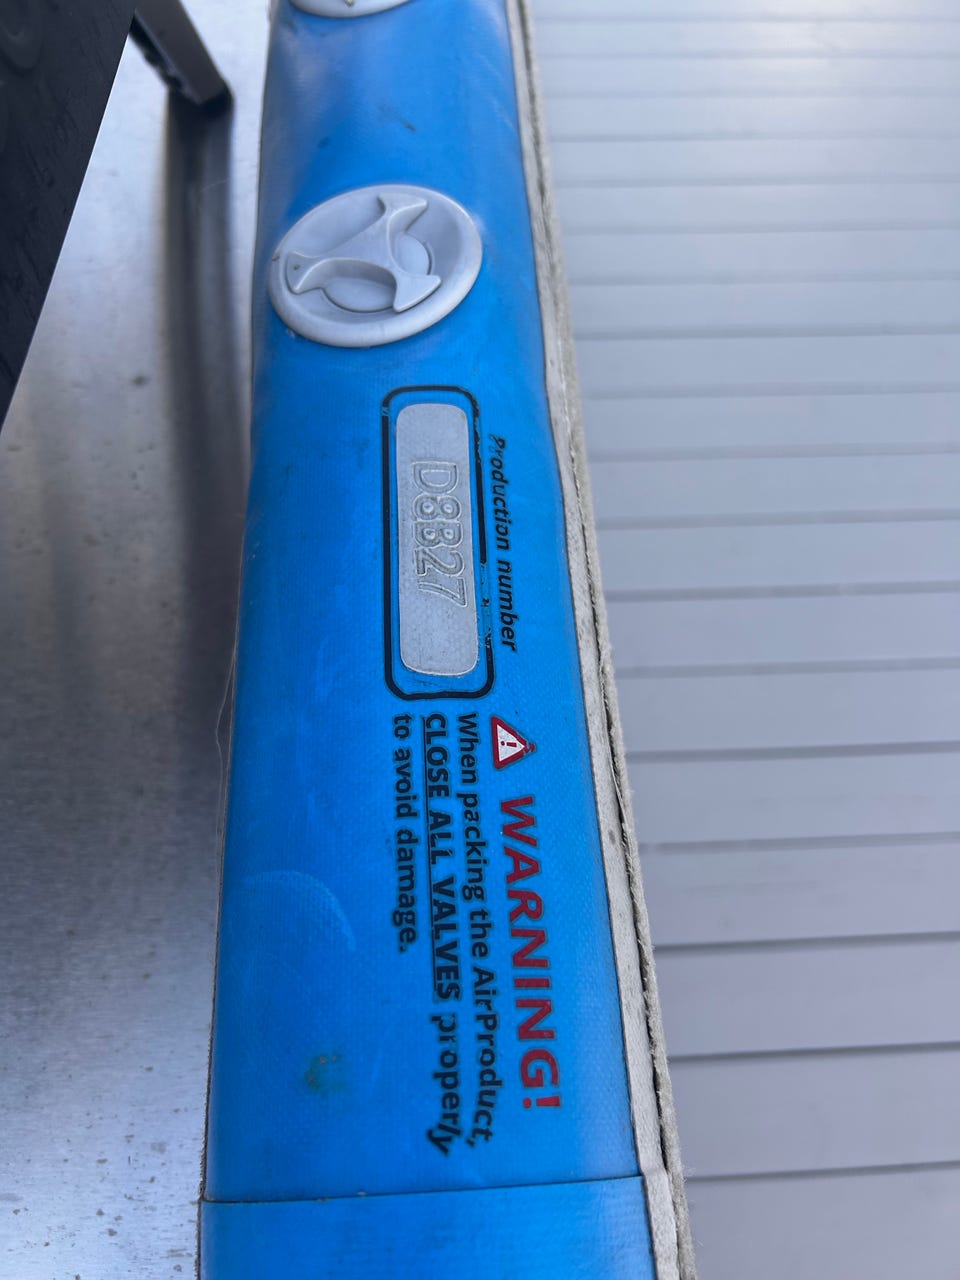 Production number
D8B27
WARNING!
When packing the AirProduct,
CLOSE ALL VALVES properly
to avoid damage.